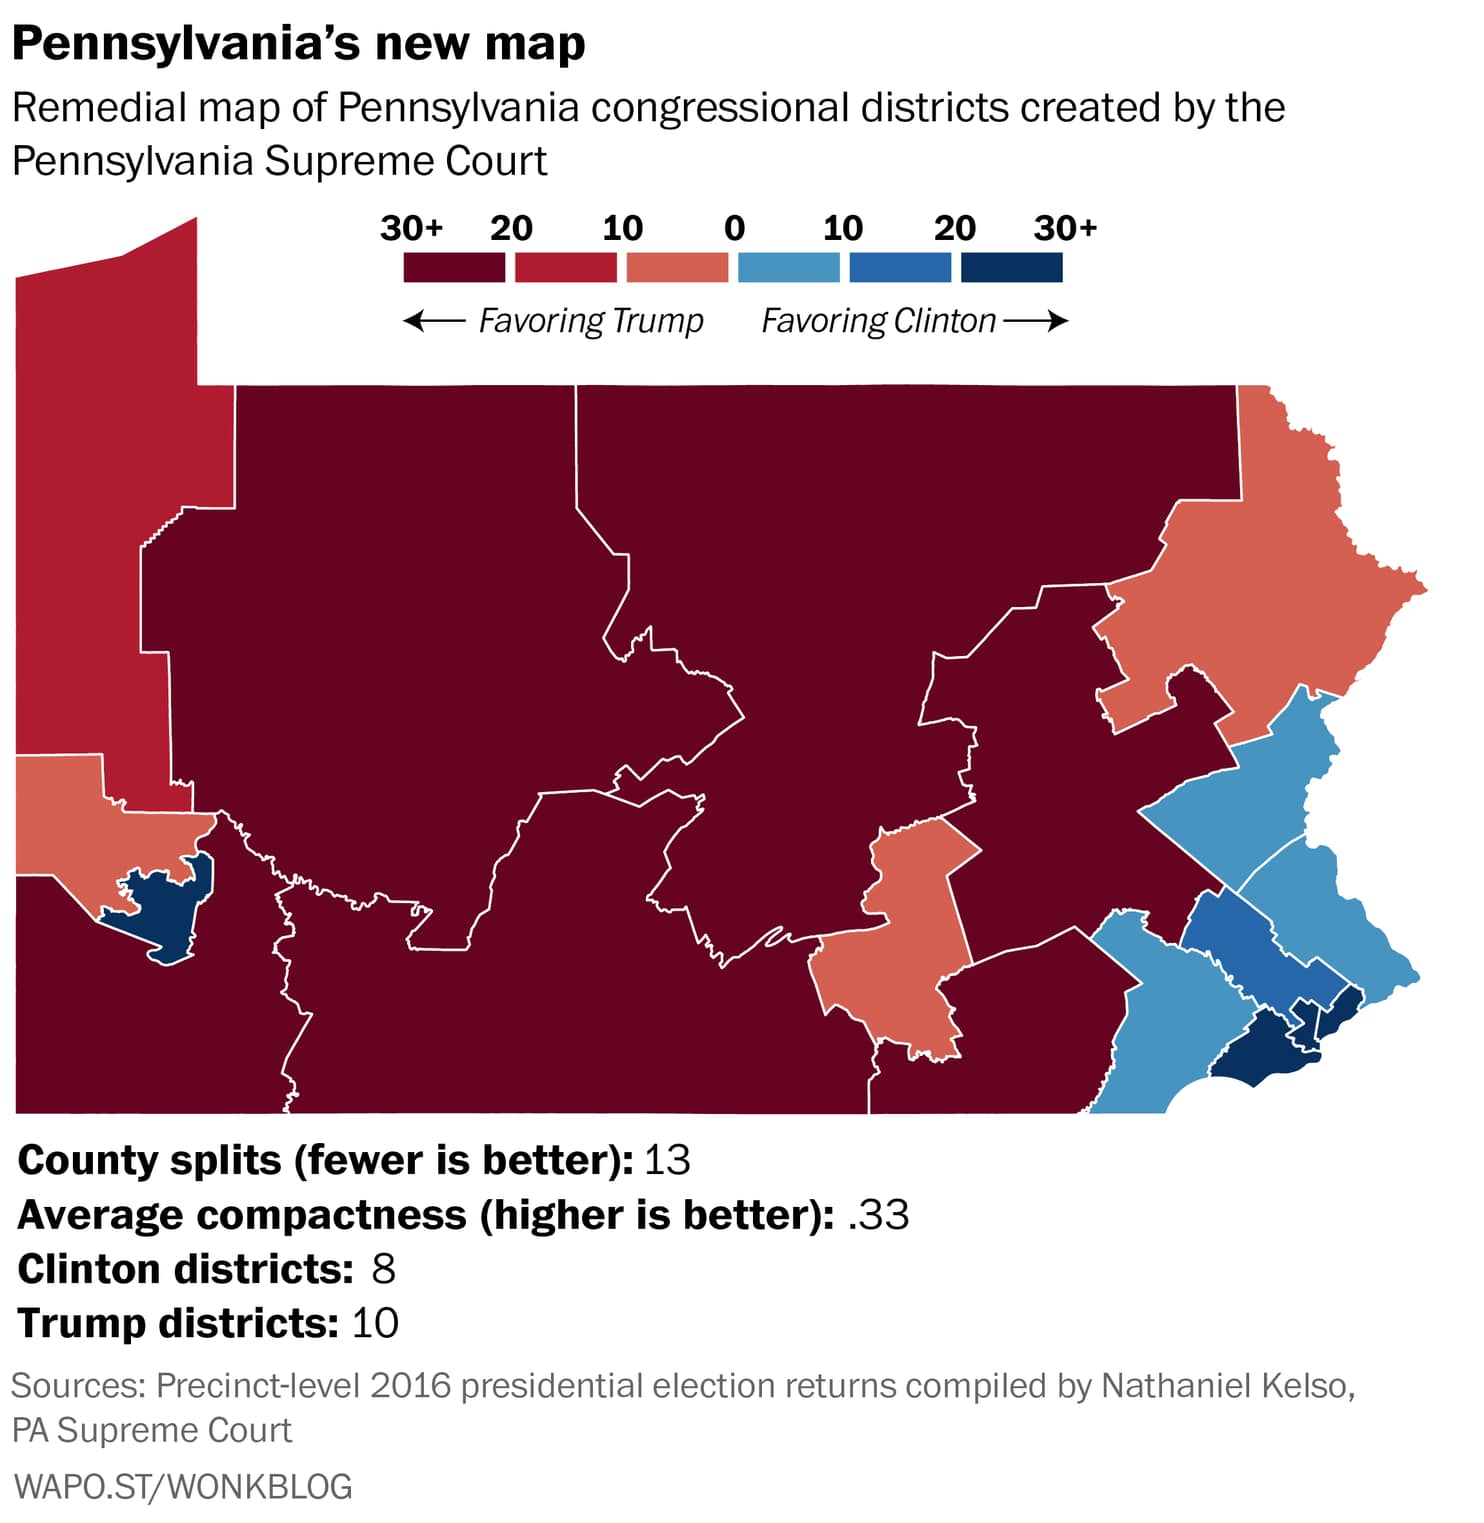 Pennsylvania’s new map
Remedial map of Pennsylvania congressional districts created by the
Pennsylvania Supreme Court
30+ 20 10 0 10 20 30+
Favoring Trump Favoring Clinton
County splits (fewer is better): 13
Average compactness (higher is better): .33
Clinton districts: 8
Trump districts: 10
Sources: Precinct-level 2016 presidential election returns compiled by Nathaniel Kelso,
PA Supreme Court
WAPO.ST/WONKBLOG